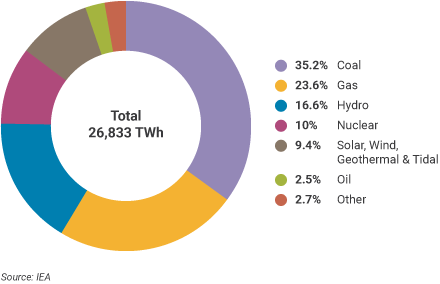 Total
26,833 TWh
35.2% Coal
23.6% Gas
16.6% Hydro
10% Nuclear
9.4% Solar, Wind,
Geothermal & Tidal
2.5% Oil
2.7% Other
Source: IEA